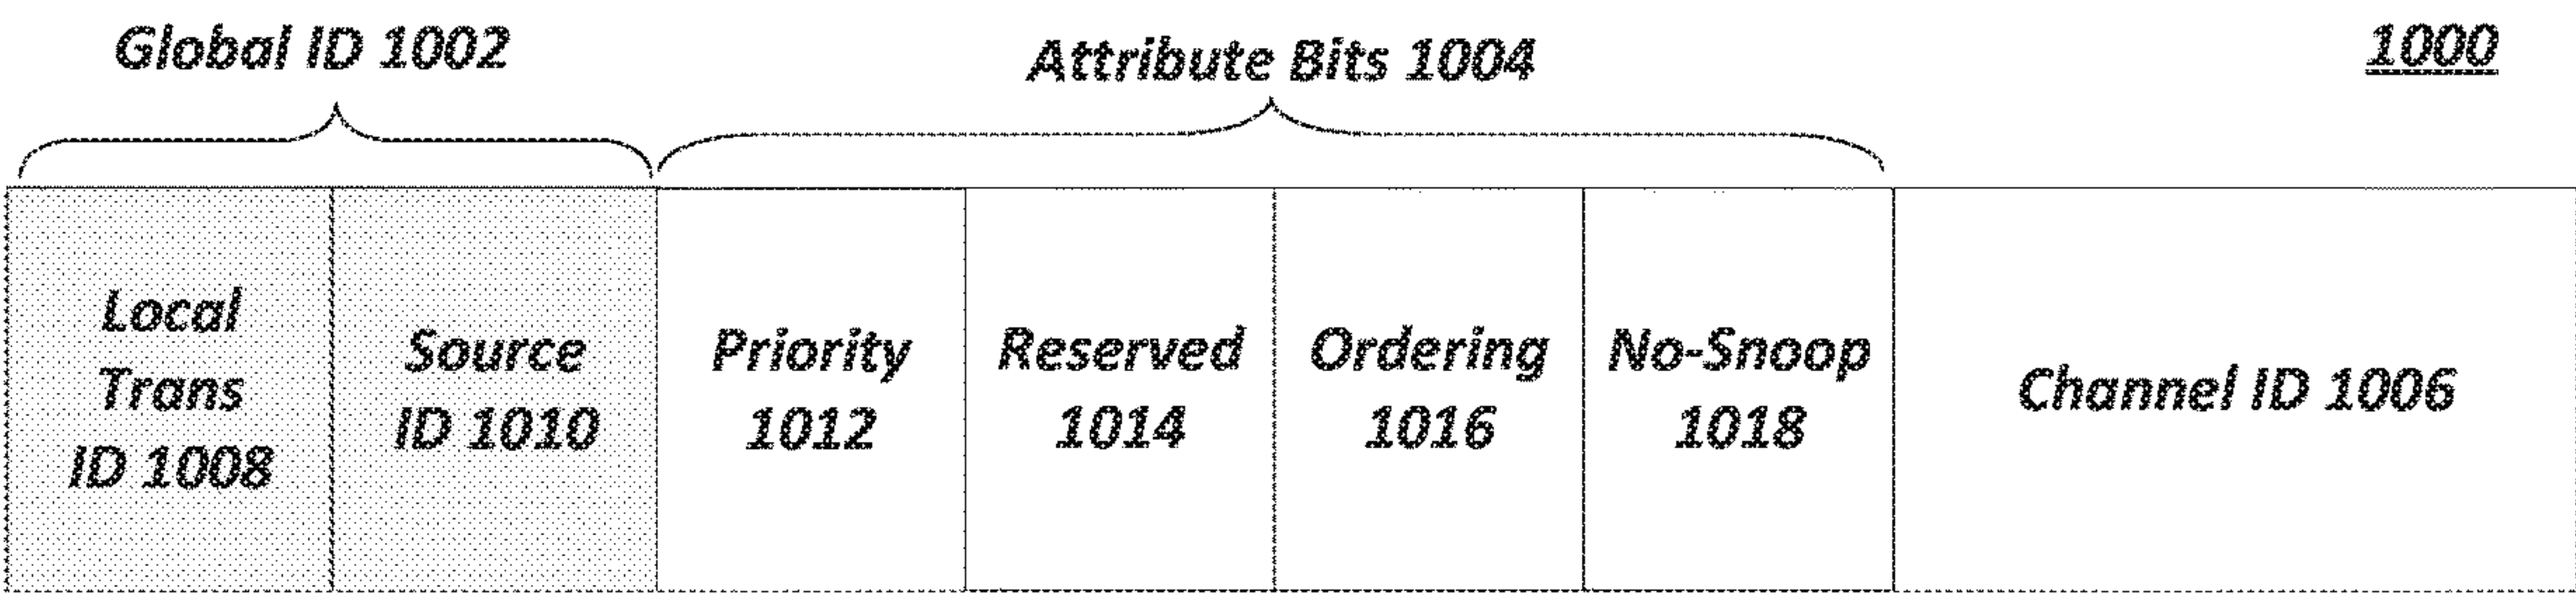 Global ID 1002
Attribute Bits 1004
1000
Local
Trans
ID 1008
Source
ID 1010
Priority
1012
Reserved
1014
Ordering
1016
No-Snoop
1018
Channel ID 1006